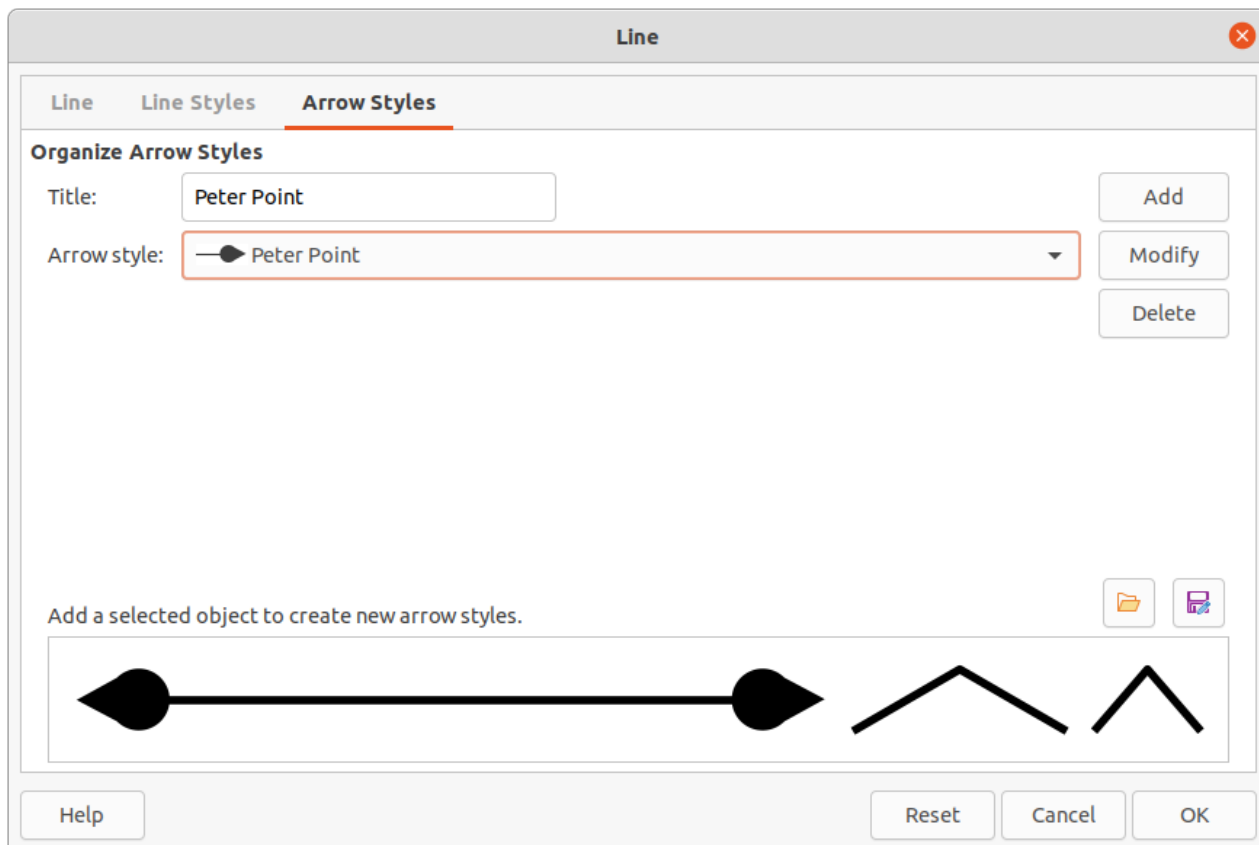 Line
Line Line Styles Arrow Styles
Organize Arrow Styles
Title: Peter Point Add
Arrow style: Peter Point Modify
Delete
Add a selected object to create new arrow styles.
Help Reset Cancel OK